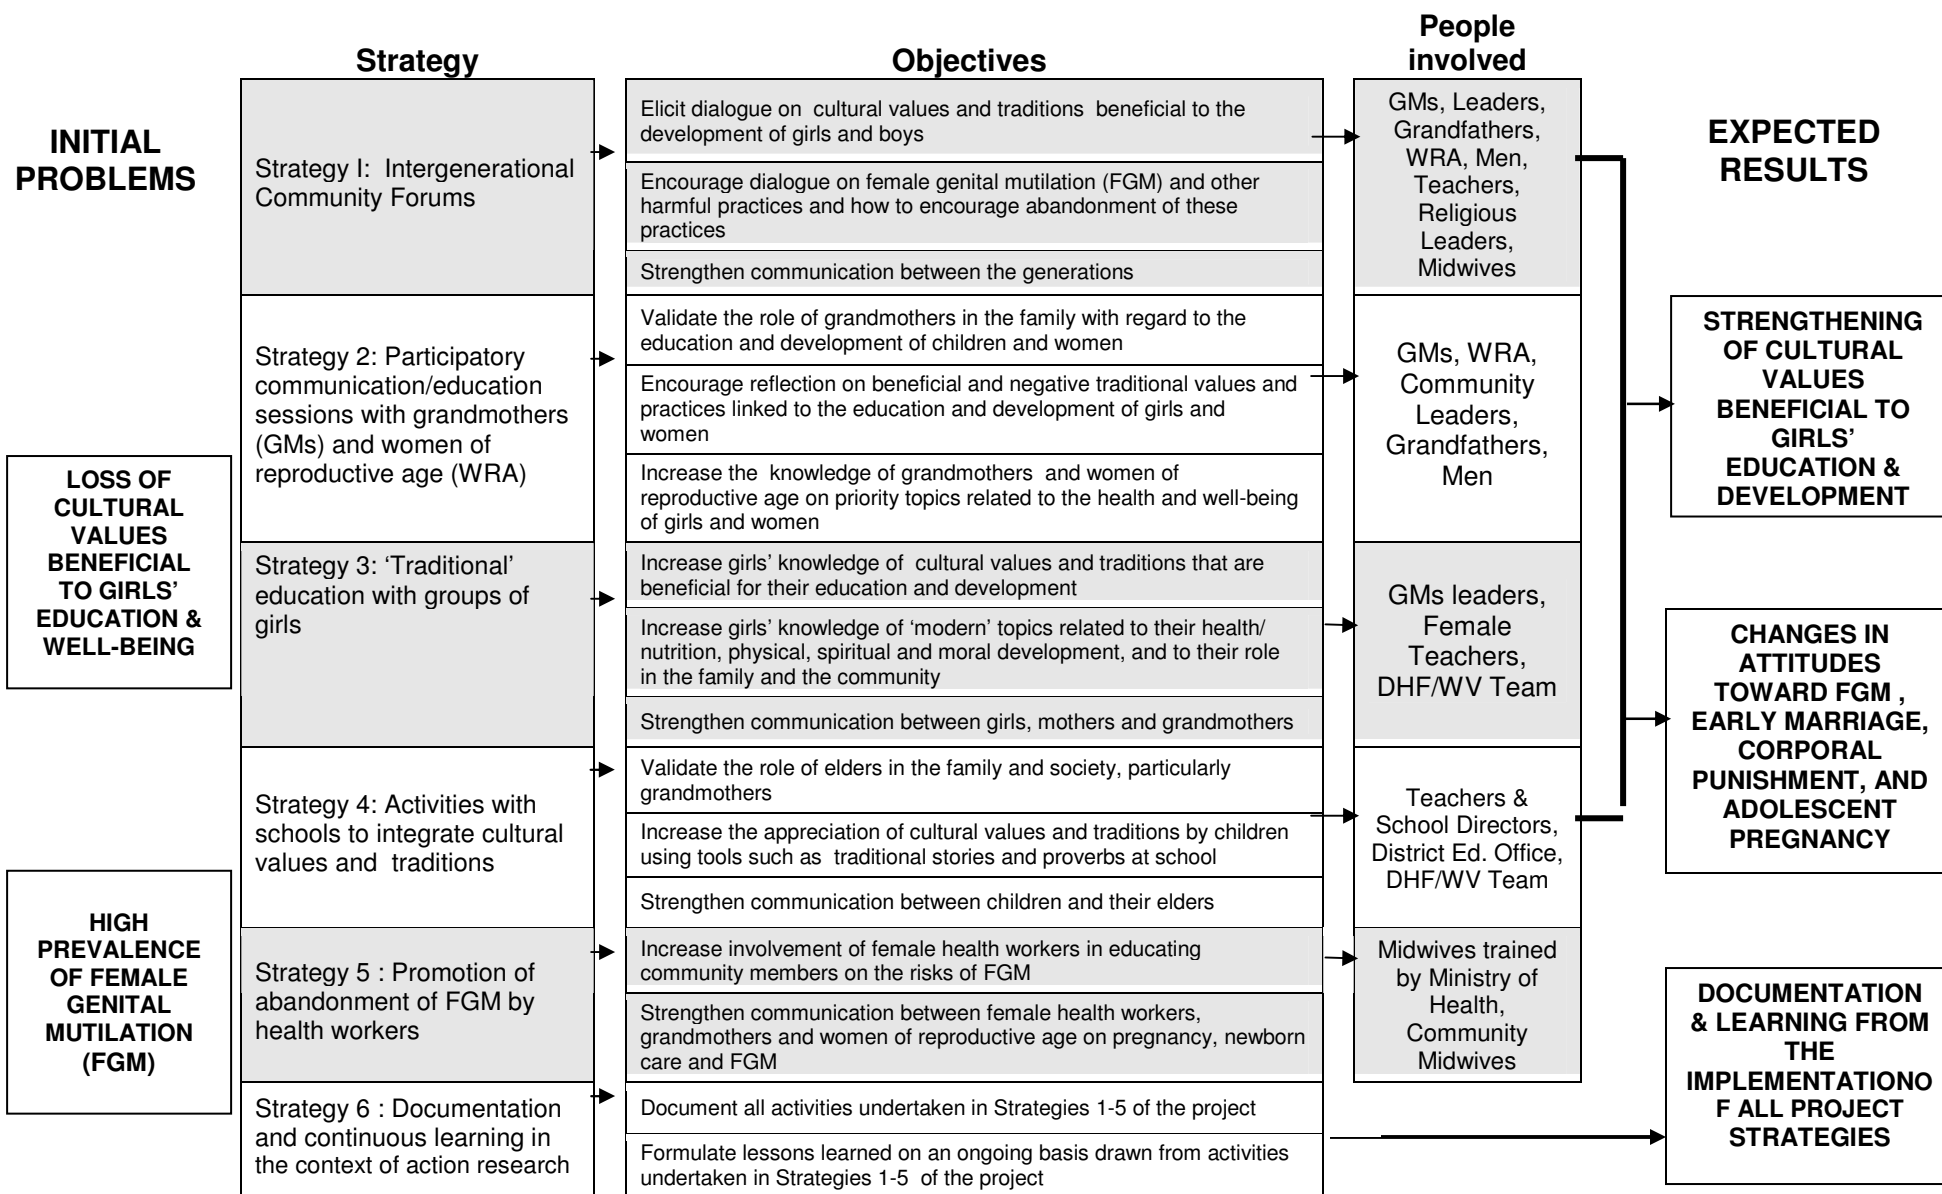 INITIAL
PROBLEMS
LOSS OF
CULTURAL
VALUES
BENEFICIAL
TO GIRLS'
EDUCATION &
WELL-BEING
HIGH
PREVALENCE
OF FEMALE
GENITAL
MUTILATION
(FGM)
Strategy
Objectives
People
involved
Strategy I:  Intergenerational
Community Forums
Elicit dialogue on  cultural values and traditions  beneficial to the
development of girls and boys
Encourage dialogue on female genital mutilation (FGM) and other
harmful practices and how to encourage abandonment of these
practices
Strengthen communication between the generations
GMs, Leaders,
Grandfathers,
WRA, Men,
Teachers,
Religious
Leaders,
Midwives
Strategy 2: Participatory
communication/education
sessions with grandmothers
(GMs) and women of
reproductive age (WRA)
Validate the role of grandmothers in the family with regard to the
education and development of children and women
Encourage reflection on beneficial and negative traditional values and
practices linked to the education and development of girls and
women
Increase the  knowledge of grandmothers  and women of
reproductive age on priority topics related to the health and well-being
of girls and women
GMs, WRA,
Community
Leaders,
Grandfathers,
Men
Strategy 3: ‘Traditional’
education with groups of
girls
Increase girls’ knowledge of  cultural values and traditions that are
beneficial for their education and development
Increase girls’ knowledge of ‘modern’ topics related to their health/
nutrition, physical, spiritual and moral development, and to their role
in the family and the community
Strengthen communication between girls, mothers and grandmothers
GMs leaders,
Female
Teachers,
DHF/WV Team
Strategy 4: Activities with
schools to integrate cultural
values and  traditions
Validate the role of elders in the family and society, particularly
grandmothers
Increase the appreciation of cultural values and traditions by children
using tools such as  traditional stories and proverbs at school
Strengthen communication between children and their elders
Teachers &
School Directors,
District Ed. Office,
DHF/WV Team
Strategy 5 : Promotion of
abandonment of FGM by
health workers
Increase involvement of female health workers in educating
community members on the risks of FGM
Strengthen communication between female health workers,
grandmothers and women of reproductive age on pregnancy, newborn
care and FGM
Midwives trained
by Ministry of
Health,
Community
Midwives
Strategy 6 : Documentation
and continuous learning in
the context of action research
Document all activities undertaken in Strategies 1-5 of the project
Formulate lessons learned on an ongoing basis drawn from activities
undertaken in Strategies 1-5  of the project
EXPECTED
RESULTS
STRENGTHENING
OF CULTURAL
VALUES
BENEFICIAL TO
GIRLS’
EDUCATION &
DEVELOPMENT
CHANGES IN
ATTITUDES
TOWARD FGM ,
EARLY MARRIAGE,
CORPORAL
PUNISHMENT, AND
ADOLESCENT
PREGNANCY
DOCUMENTATION
& LEARNING FROM
THE
IMPLEMENTATIONO
F ALL PROJECT
STRATEGIES